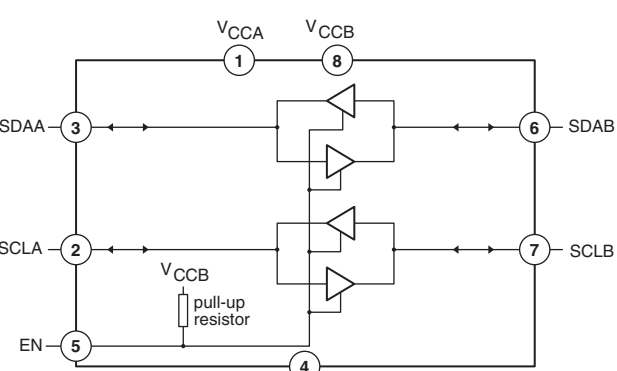 VCCA VCCB
1 8
SDAA 3 6 SDAB
SCLA 2 7 SCLB
VCCB
pull-up
resistor
EN 5
4